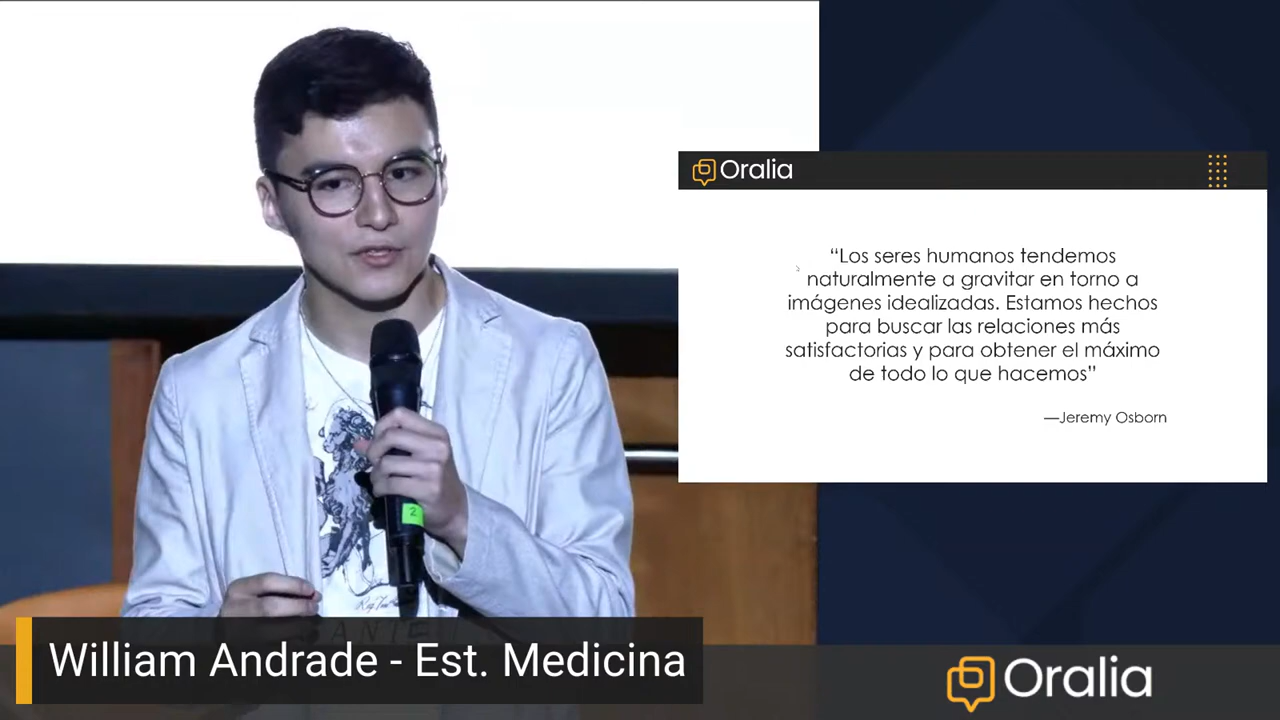 Oralia
“Los seres humanos tendemos
naturalmente a gravitar en torno a
imágenes idealizadas. Estamos hechos
para buscar las relaciones más
satisfactorias y para obtener el máximo
de todo lo que hacemos”
—Jeremy Osborn
2
William Andrade - Est. Medicina
Oralia